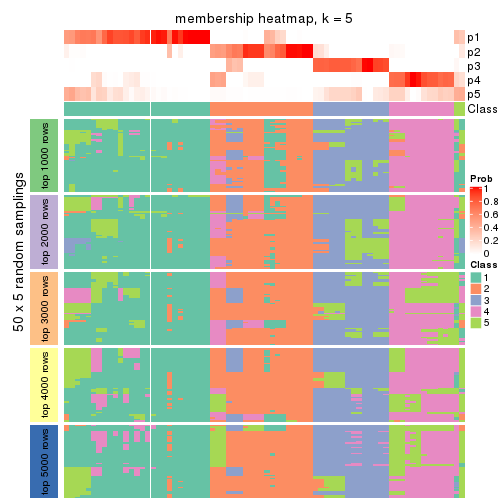 membership heatmap, k = 5
p1
p2
p3
p4
p5
Class
50 x 5 random samplings
top 1000 rows
top 2000 rows
top 3000 rows
top 4000 rows
top 5000 rows
Prob
1
0.8
0.6
0.4
0.2
0
Class
1
2
3
4
5